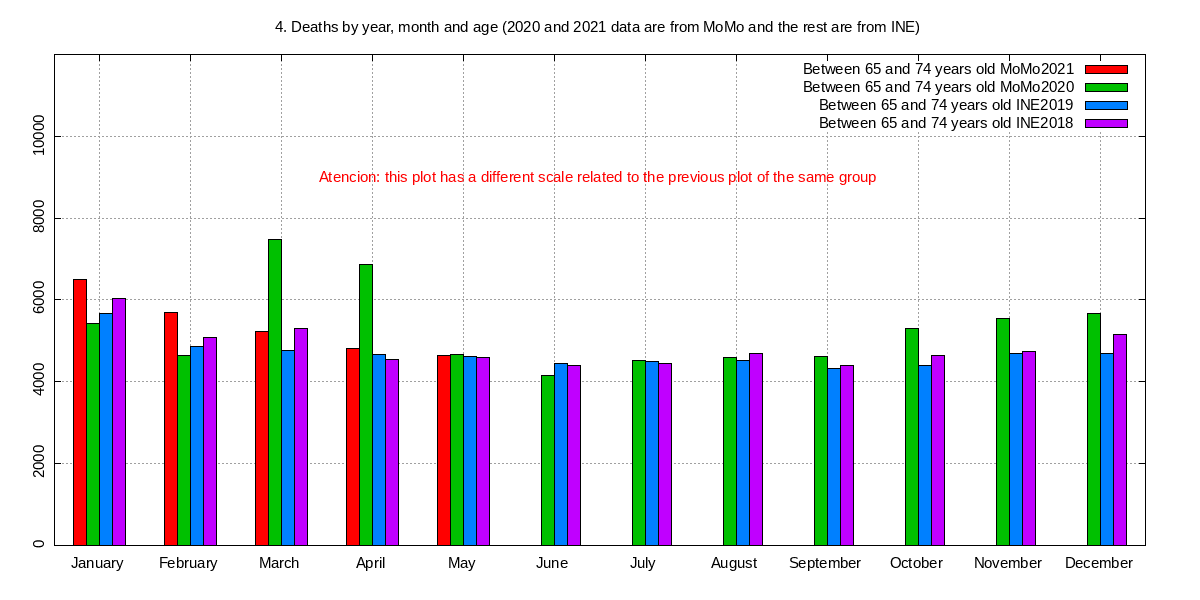 4. Deaths by year, month and age (2020 and 2021 data are from MoMo and the rest are from INE)
Between 65 and 74 years old MoMo2021
Between 65 and 74 years old MoMo2020
Between 65 and 74 years old INE2019
Between 65 and 74 years old INE2018
Atencion: this plot has a different scale related to the previous plot of the same group
10000
8000
6000
4000
2000
0
January February March April May June July August September October November December